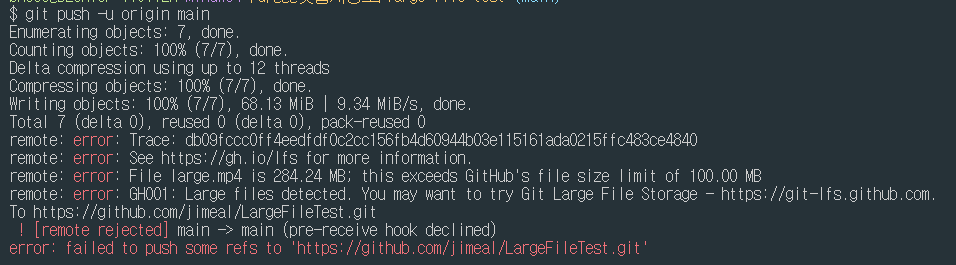 $ git push -u origin main
Enumerating objects: 7, done.
Counting objects: 100% (7/7), done.
Delta compression using up to 12 threads
Compressing objects: 100% (7/7), done.
Writing objects: 100% (7/7), 68.13 MiB | 9.34 MiB/s, done.
Total 7 (delta 0), reused 0 (delta 0), pack-reused 0
remote: error: Trace: db09fccc0ff4eedfdf0c2cc156fb4d60944b03e115161ada0215ffc483ce4840
remote: error: See https://gh.io/lfs for more information.
remote: error: File large.mp4 is 284.24 MB; this exceeds GitHub's file size limit of 100.00 MB
remote: error: GH001: Large files detected. You may want to try Git Large File Storage - https://git-lfs.github.com.
To https://github.com/jimeal/LargeFileTest.git
! [remote rejected] main -> main (pre-receive hook declined)
error: failed to push some refs to 'https://github.com/jimeal/LargeFileTest.git'